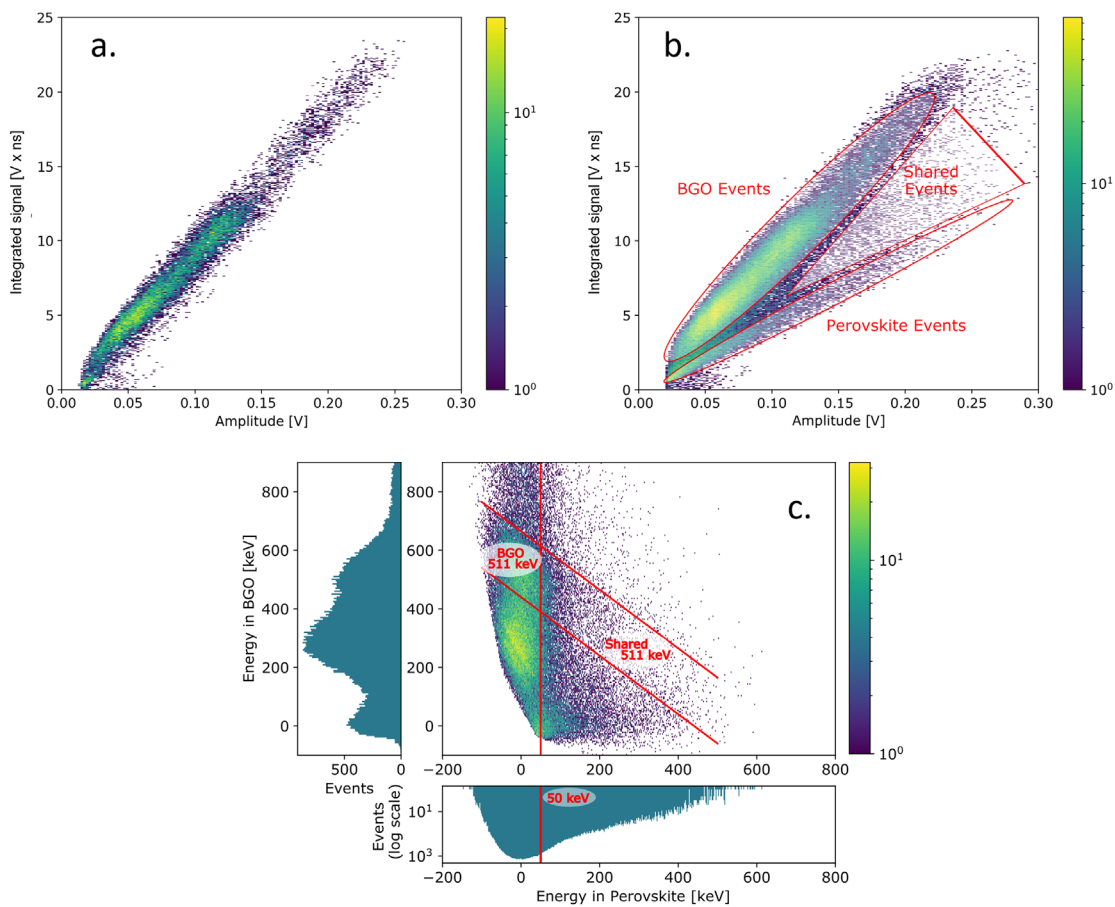 a.
25
20
15
10
5
0
Integrated signal [V x ns]
0.00 0.05 0.10 0.15 0.20 0.25 0.30
Amplitude [V]
10¹
10⁰
b.
25
20
15
10
5
0
Integrated signal [V x ns]
BGO Events
Shared
Events
Perovskite Events
0.00 0.05 0.10 0.15 0.20 0.25 0.30
Amplitude [V]
10¹
10⁰
800
600
400
200
0
Energy in BGO [keV]
500 0
Events
c.
800
600
400
200
0
BGO
511 keV
Shared
511 keV
−200 0 200 400 600 800
10¹
10⁰
Events
(log scale)
10¹
10³
50 keV
−200 0 200 400 600 800
Energy in Perovskite [keV]